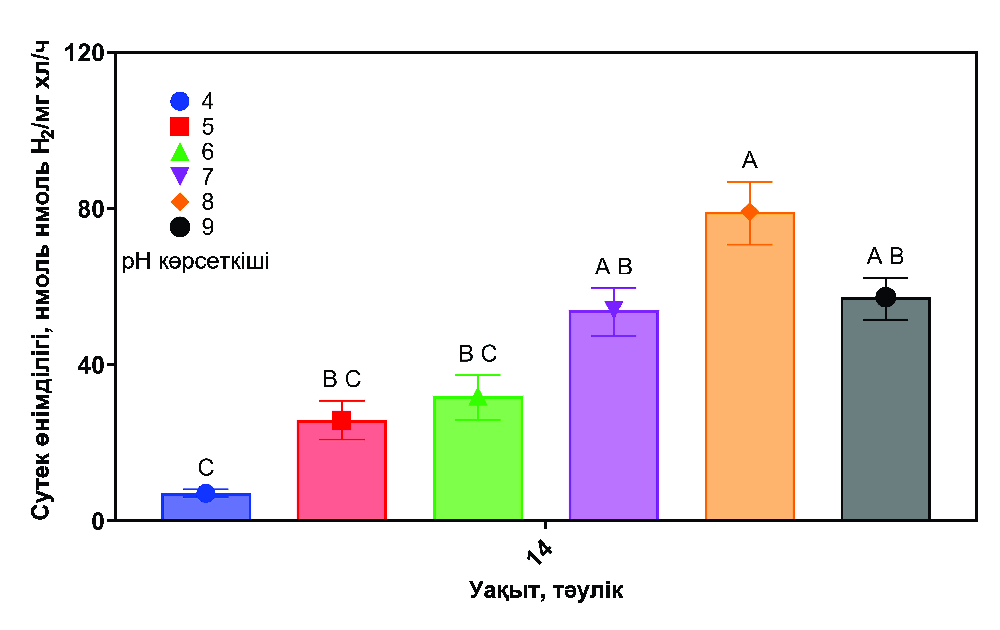 Сутек өнімділігі, нмоль нмоль H₂/мг хл/ч
120
80
40
0
4
5
6
7
8
9
pH көрсеткіші
C
B C
B C
A B
A
A B
14
Уақыт, тәулік